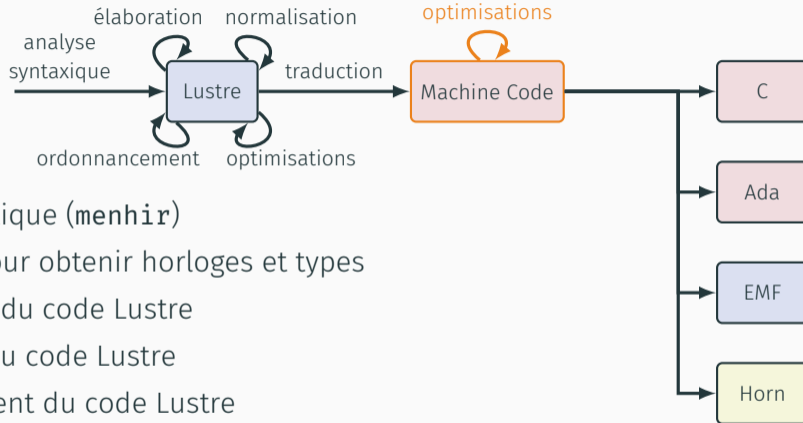 élaboration normalisation
optimisations
analyse
syntaxique
Lustre
traduction
Machine Code
C
ordonnancement optimisations
Ada
ique (menhir)
our obtenir horloges et types
EMF
du code Lustre
u code Lustre
Horn
ent du code Lustre